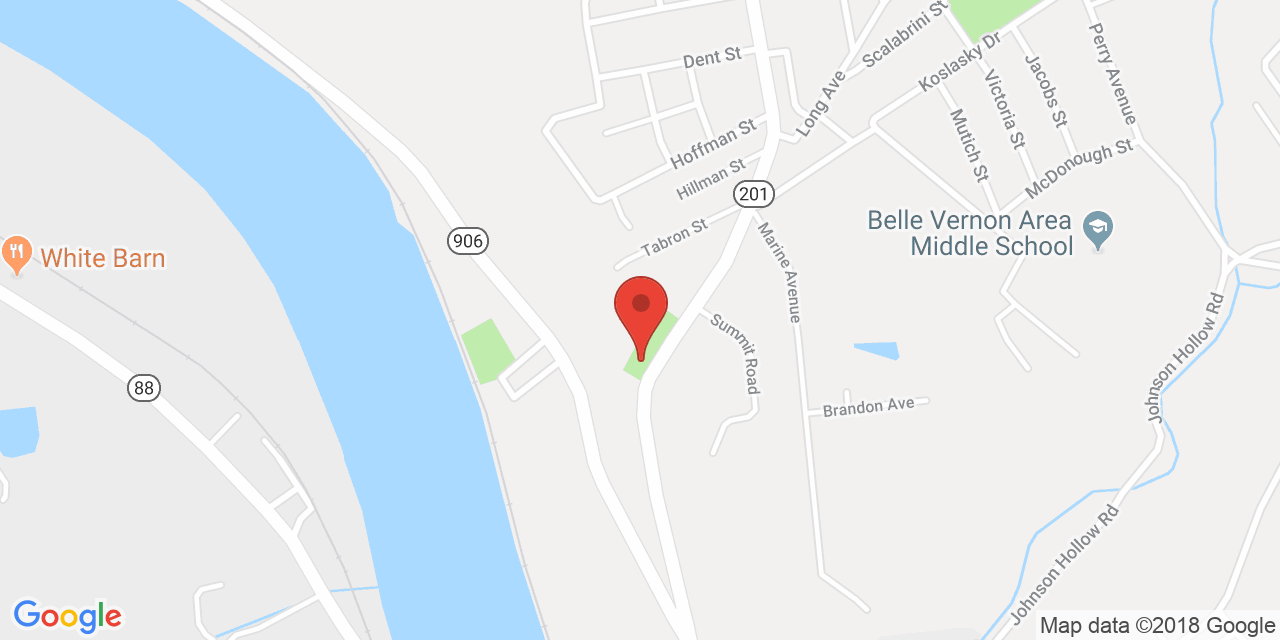 Scalabrini St
Dent St
Koslasky Dr
Perry Avenue
Jacobs St
Victoria St
Long Ave
Mutich St
Hoffman St
McDonough St
Hillman St
201
Belle Vernon Area
Middle School
Tabron St
906
Marine Avenue
White Barn
Summit Road
Johnson Hollow Rd
88
Brandon Ave
Johnson Hollow Rd
Google
Map data ©2018 Google